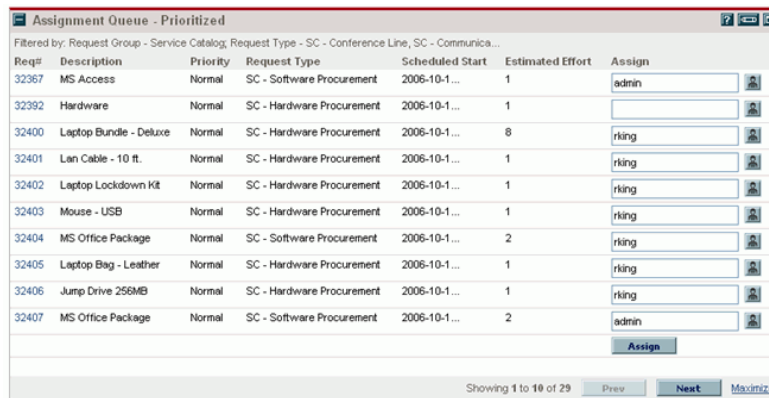 Assignment Queue - Prioritized
Filtered by: Request Group - Service Catalog; Request Type - SC - Conference Line, SC - Communica...
Req# Description Priority Request Type Scheduled Start Estimated Effort Assign
32367 MS Access Normal SC - Software Procurement 2006-10-1... 1 admin
32392 Hardware Normal SC - Hardware Procurement 2006-10-1... 1
32400 Laptop Bundle - Deluxe Normal SC - Hardware Procurement 2006-10-1... 8 rking
32401 Lan Cable - 10 ft. Normal SC - Hardware Procurement 2006-10-1... 1 rking
32402 Laptop Lockdown Kit Normal SC - Hardware Procurement 2006-10-1... 1 rking
32403 Mouse - USB Normal SC - Hardware Procurement 2006-10-1... 1 rking
32404 MS Office Package Normal SC - Software Procurement 2006-10-1... 2 rking
32405 Laptop Bag - Leather Normal SC - Hardware Procurement 2006-10-1... 1 rking
32406 Jump Drive 256MB Normal SC - Hardware Procurement 2006-10-1... 1 rking
32407 MS Office Package Normal SC - Software Procurement 2006-10-1... 2 admin
Assign
Showing 1 to 10 of 29 Prev Next Maximiz